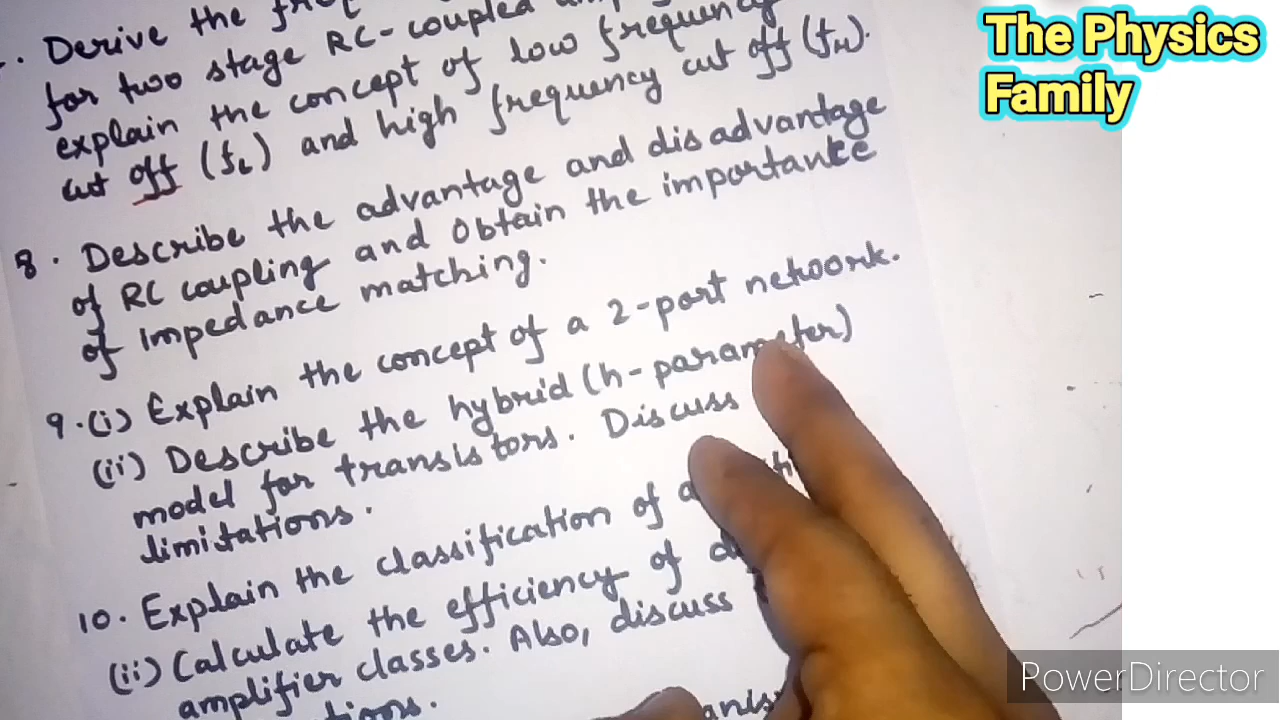 . Derive the
for two stage RC-coupled
explain the concept of low frequency
cut off (fL) and high frequency cut off (fH).
8. Describe the advantage and disadvantage
of RC coupling and Obtain the importance
of impedance matching.
9.(i) Explain the concept of a 2-port network.
(ii) Describe the hybrid (h-parameter)
model for transistors. Discuss
limitations.
10. Explain the classification of
(ii) Calculate the efficiency of
amplifier classes. Also, discuss
The Physics
Family
PowerDirector